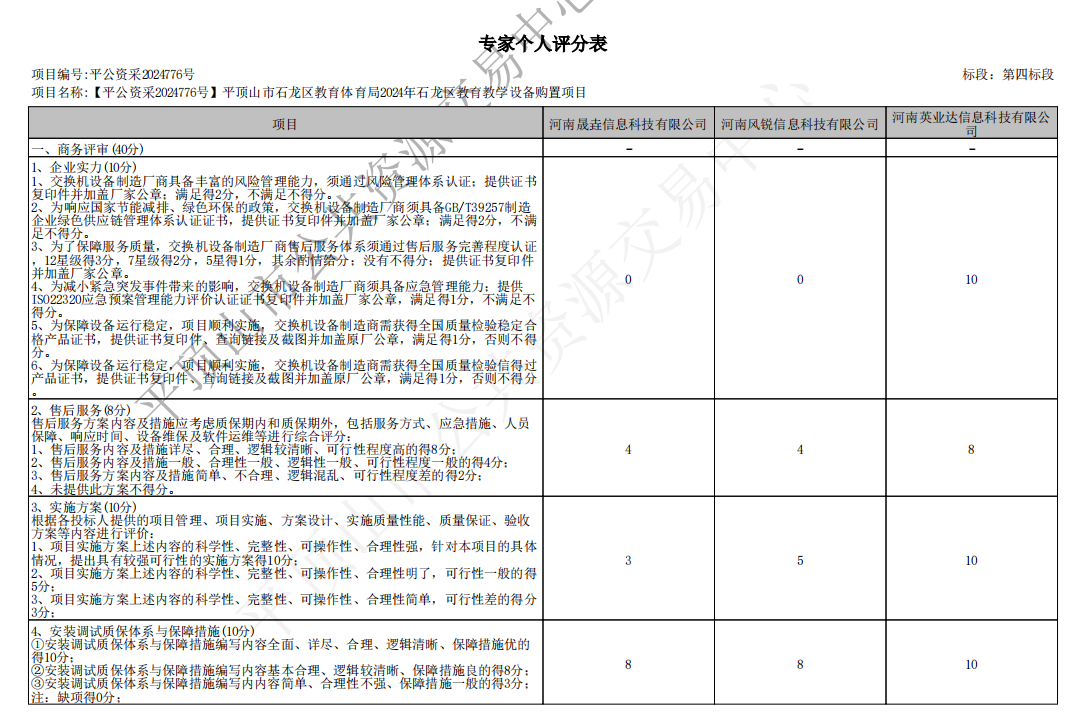 专家个人评分表
项目编号:平公资采2024776号
标段：第四标段
项目名称:【平公资采2024776号】平顶山市石龙区教育体育局2024年石龙区教育教学设备购置项目
项目
河南晟垚信息科技有限公司
河南风锐信息科技有限公司
河南英业达信息科技有限公
司
一、商务评审(40分)
-
-
-
1、企业实力(10分)
1、交换机设备制造厂商具备丰富的风险管理能力，须通过风险管理体系认证；提供证书
复印件并加盖厂家公章；满足得2分，不满足不得分。
2、为响应国家节能减排、绿色环保的政策，交换机设备制造厂商须具备GB/T39257制造
企业绿色供应链管理体系认证证书，提供证书复印件并加盖厂家公章；满足得2分，不满
足不得分。
3、为了保障服务质量，交换机设备制造厂商售后服务体系须通过售后服务完善程度认证
，12星级得3分，7星级得2分，5星得1分，其余酌情给分；没有不得分；提供证书复印件
并加盖厂家公章。
4、为减小紧急突发事件带来的影响，交换机设备制造厂商须具备应急管理能力；提供
ISO22320应急预案管理能力评价认证证书复印件并加盖厂家公章，满足得1分，不满足不
得分。
5、为保障设备运行稳定，项目顺利实施，交换机设备制造商需获得全国质量检验稳定合
格产品证书，提供证书复印件、查询链接及截图并加盖原厂公章，满足得1分，否则不得
分。
6、为保障设备运行稳定，项目顺利实施，交换机设备制造商需获得全国质量检验信得过
产品证书，提供证书复印件、查询链接及截图并加盖原厂公章，满足得1分，否则不得分
。
0
0
10
2、售后服务(8分)
售后服务方案内容及措施应考虑质保期内和质保期外，包括服务方式、应急措施、人员
保障、响应时间、设备维保及软件运维等进行综合评分:
1、售后服务内容及措施详尽、合理、逻辑较清晰、可行性程度高的得8分；
2、售后服务内容及措施一般、合理性一般、逻辑性一般、可行性程度一般的得4分；
3、售后服务方案内容及措施简单、不合理、逻辑混乱、可行性程度差的得2分；
4、未提供此方案不得分。
4
4
8
3、实施方案(10分)
根据各投标人提供的项目管理、项目实施、方案设计、实施质量性能、质量保证、验收
方案等内容进行评价:
1、项目实施方案上述内容的科学性、完整性、可操作性、合理性强，针对本项目的具体
情况，提出具有较强可行性的实施方案得10分；
2、项目实施方案上述内容的科学性、完整性、可操作性、合理性明了，可行性一般的得
5分；
3、项目实施方案上述内容的科学性、完整性、可操作性、合理性简单，可行性差的得分
3分；
3
5
10
4、安装调试质保体系与保障措施(10分)
①安装调试质保体系与保障措施编写内容全面、详尽、合理、逻辑清晰、保障措施优的
得10分；
②安装调试质保体系与保障措施编写内容基本合理、逻辑较清晰、保障措施良的得8分；
③安装调试质保体系与保障措施编写内内容简单、合理性不强、保障措施一般的得3分；
注：缺项得0分；
8
8
10
平顶山市公共资源交易中心
平顶山市公共资源交易中心